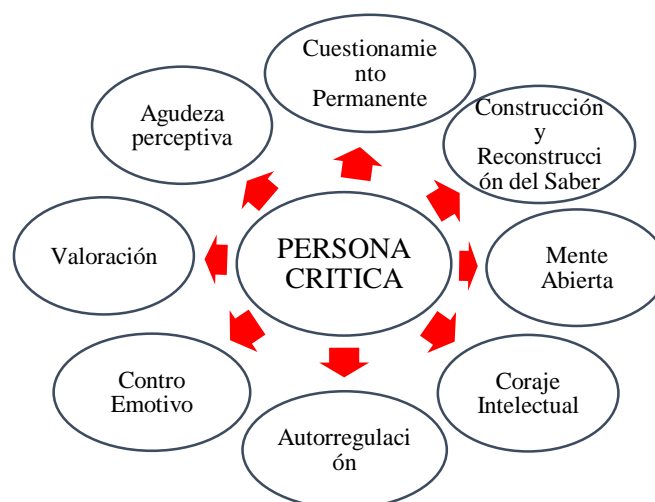 Cuestionamie
nto
Permanente
Construcción
y
Reconstrucci
ón del Saber
Mente
Abierta
Coraje
Intelectual
Autorregulaci
ón
Contro
Emotivo
Valoración
Agudeza
perceptiva
PERSONA
CRITICA